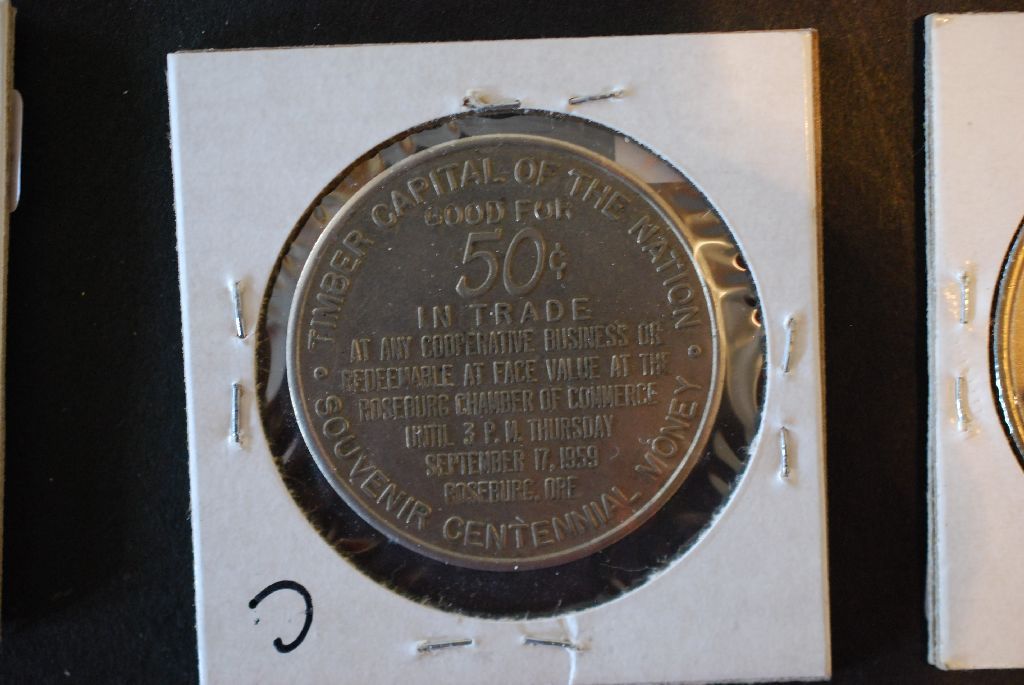 TIMBER CAPITAL OF THE NATION
GOOD FOR
50¢
IN TRADE
AT ANY COOPERATIVE BUSINESS OR
REDEEMABLE AT FACE VALUE AT THE
ROSEBURG CHAMBER OF COMMERCE
UNTIL 3 P.M. THURSDAY
SEPTEMBER 17, 1959
ROSEBURG, ORE
SOUVENIR CENTENNIAL MONEY
C